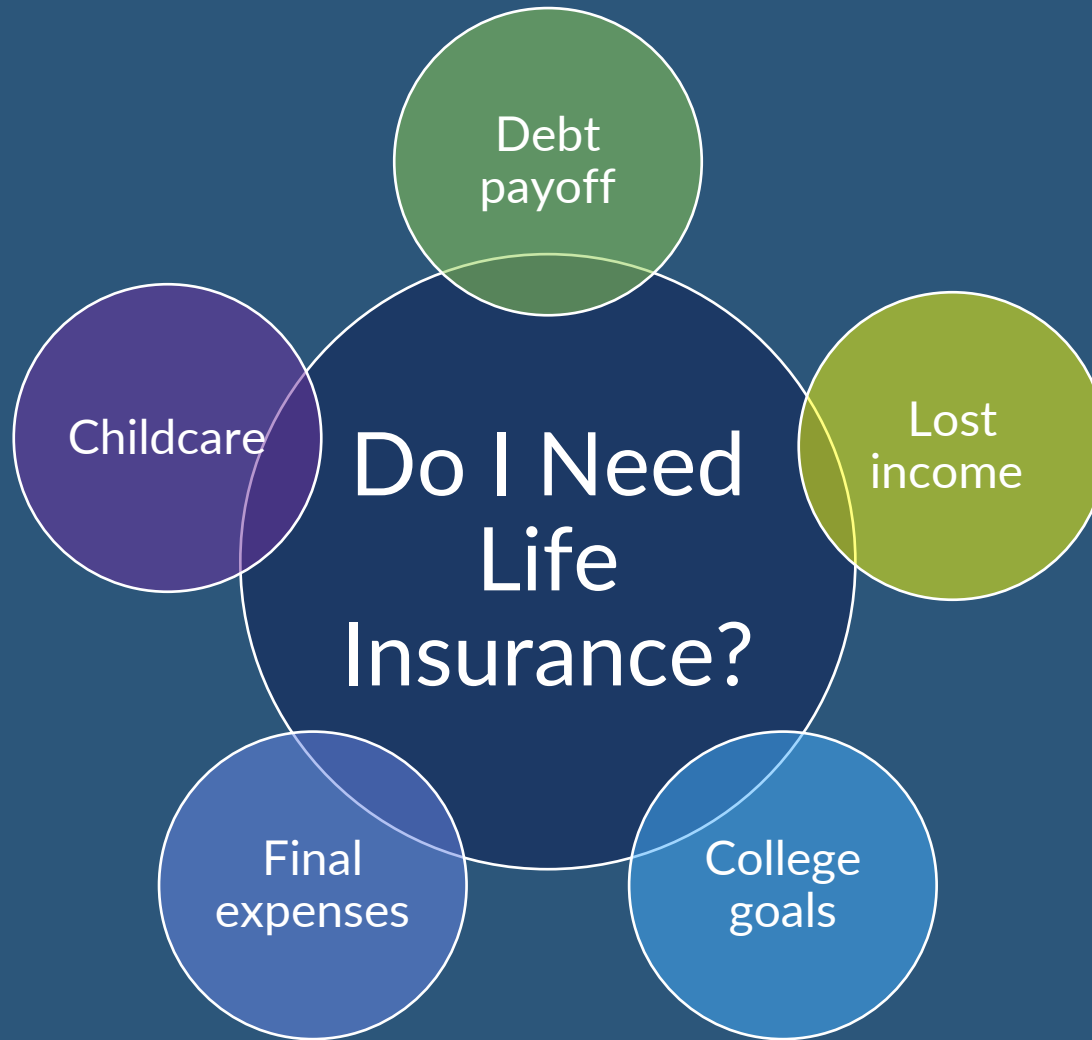 Debt
payoff
Lost
income
Childcare
Do I Need
Life
Insurance?
Final
expenses
College
goals